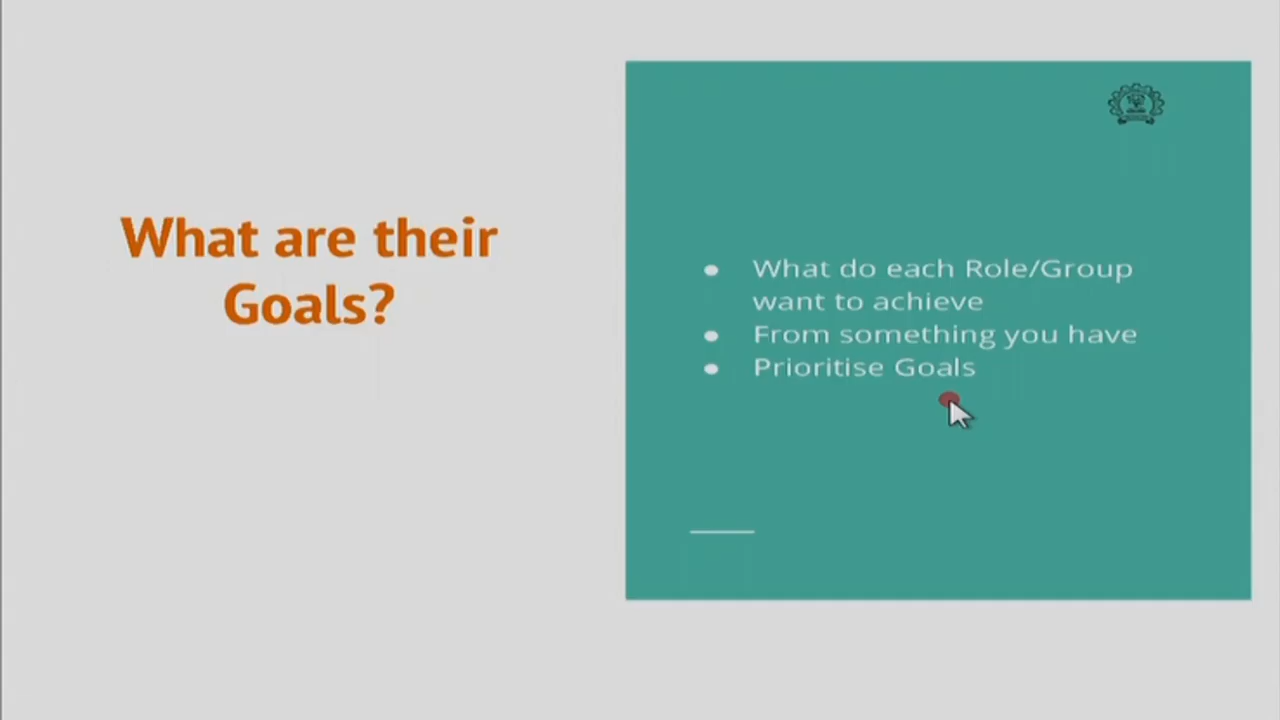 What are their
Goals?
● What do each Role/Group
want to achieve
● From something you have
● Prioritise Goals